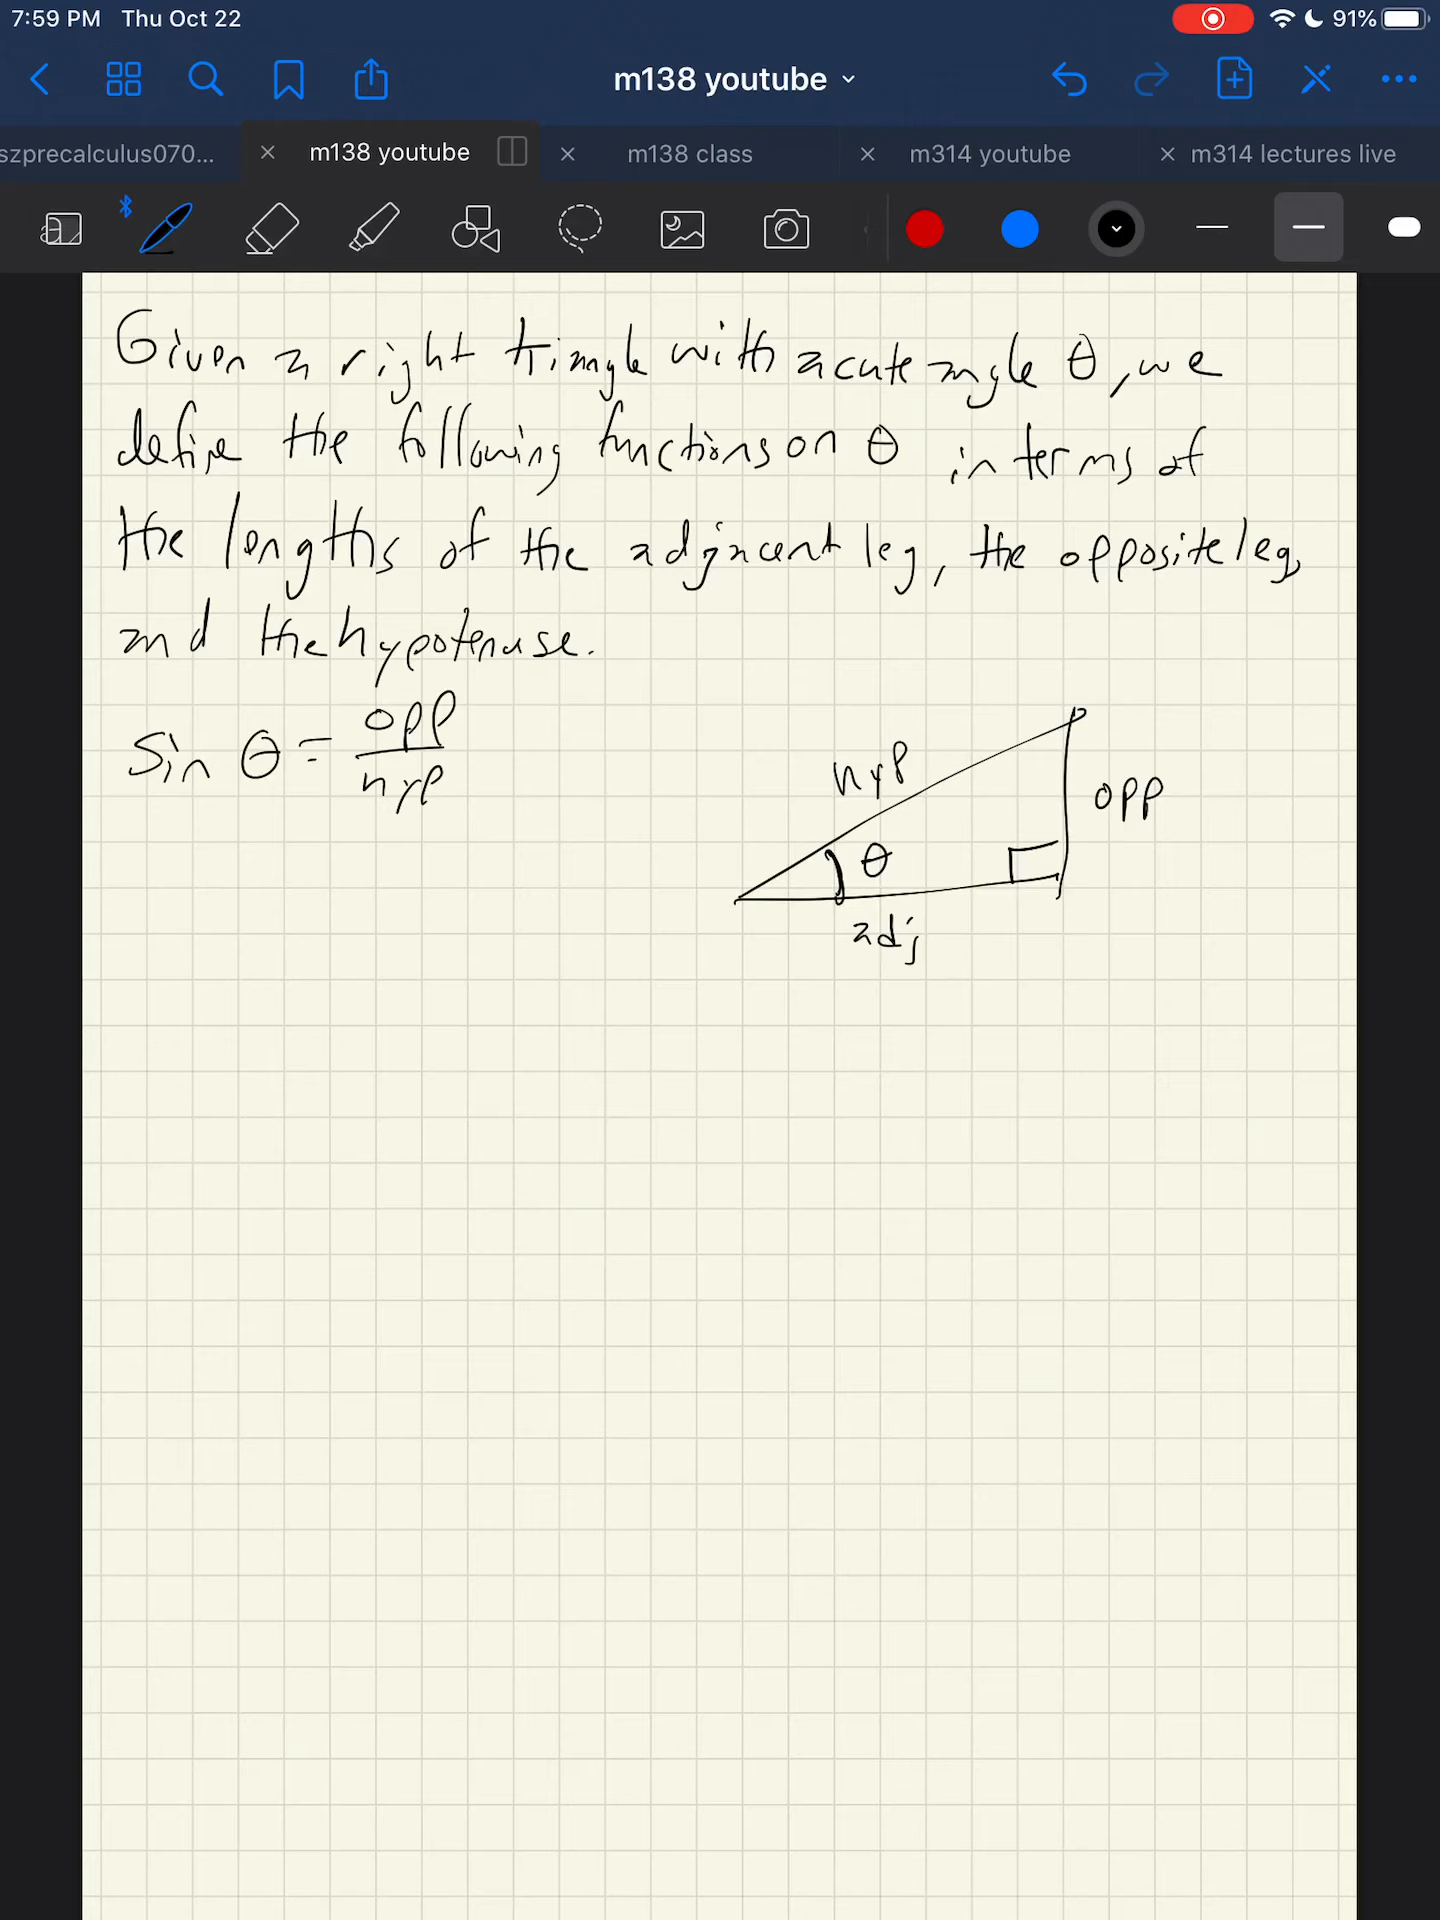 7:59 PM Thu Oct 22
91%
m138 youtube
szprecalculus070...
m138 youtube
m138 class
m314 youtube
m314 lectures live
Given a right triangle with acute angle θ, we
define the following functions on θ in terms of
the lengths of the adjacent leg, the opposite leg,
and the hypotenuse.
Sin θ = opp/hyp
hyp
opp
θ
adj